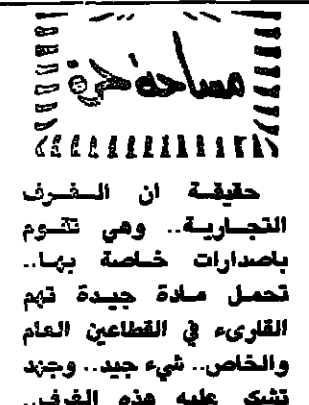 مساحة حرة
حقيقة ان الغرف
التجارية.. وهي تقوم
باصدارات خاصة بها..
تحمل مادة جيدة تهم
القارىء في القطاعين العام
والخاص.. شيء جيد.. وجهد
تشكر عليه هذه الغرف..